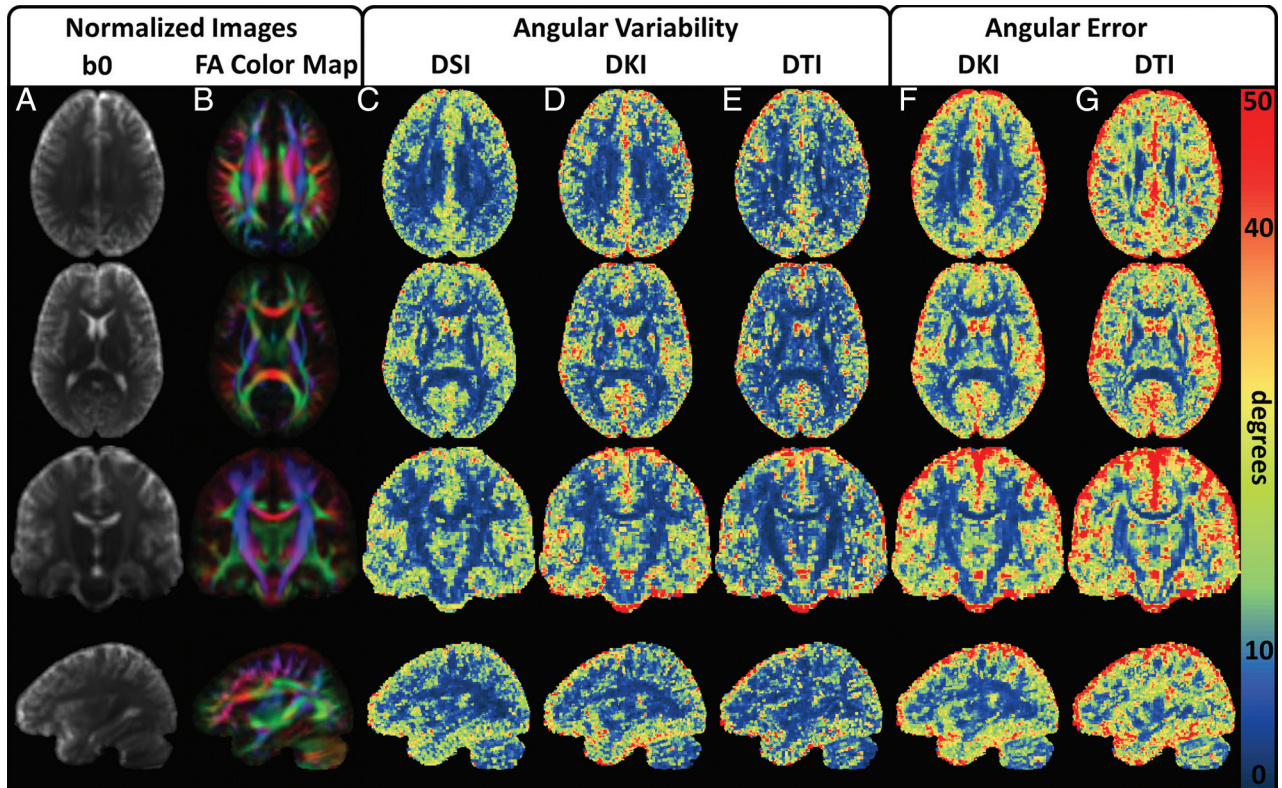 Normalized Images
Angular Variability
Angular Error
b0
FA Color Map
DSI
DKI
DTI
DKI
DTI
A
B
C
D
E
F
G
50
40
degrees
10
0